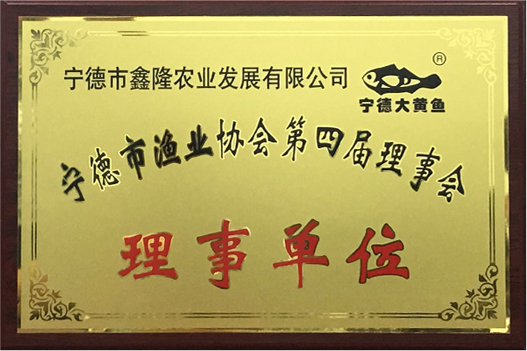 宁德市鑫隆农业发展有限公司
®
宁德大黄鱼
宁德市渔业协会第四届理事会
理事单位